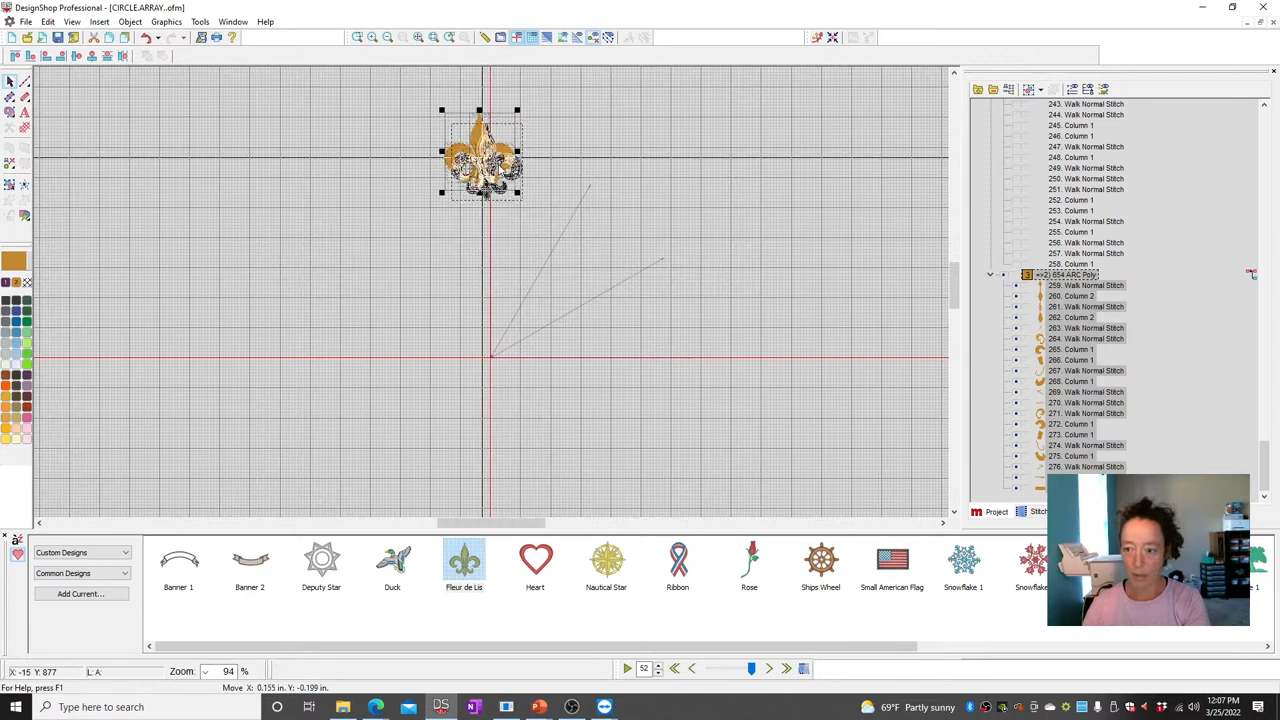 DesignShop Professional - [CIRCLE.ARRAY..ofm]
File Edit View Insert Object Graphics Tools Window Help
243. Walk Normal Stitch
244. Walk Normal Stitch
245. Column 1
246. Column 1
247. Walk Normal Stitch
248. Column 1
249. Walk Normal Stitch
250. Walk Normal Stitch
251. Walk Normal Stitch
252. Column 1
253. Column 1
254. Walk Normal Stitch
255. Column 1
256. Walk Normal Stitch
257. Walk Normal Stitch
258. Column 1
3 =>2) 654 ARC Poly
259. Walk Normal Stitch
260. Column 2
261. Walk Normal Stitch
262. Column 2
263. Walk Normal Stitch
264. Walk Normal Stitch
265. Column 1
266. Column 1
267. Walk Normal Stitch
268. Column 1
269. Walk Normal Stitch
270. Walk Normal Stitch
271. Walk Normal Stitch
272. Column 1
273. Column 1
274. Walk Normal Stitch
275. Column 1
276. Walk Normal Stitch
Project Stitch
Custom Designs
Common Designs
Add Current...
Banner 1 Banner 2 Deputy Star Duck Fleur de Lis Heart Nautical Star Ribbon Rose Ships Wheel Small American Flag Snowflake 1
X: -15 Y: 877 L: A: Zoom: 94 % 52
For Help, press F1 Move X: 0.155 in. Y: -0.199 in.
Type here to search 69°F Partly sunny 12:07 PM
3/25/2022